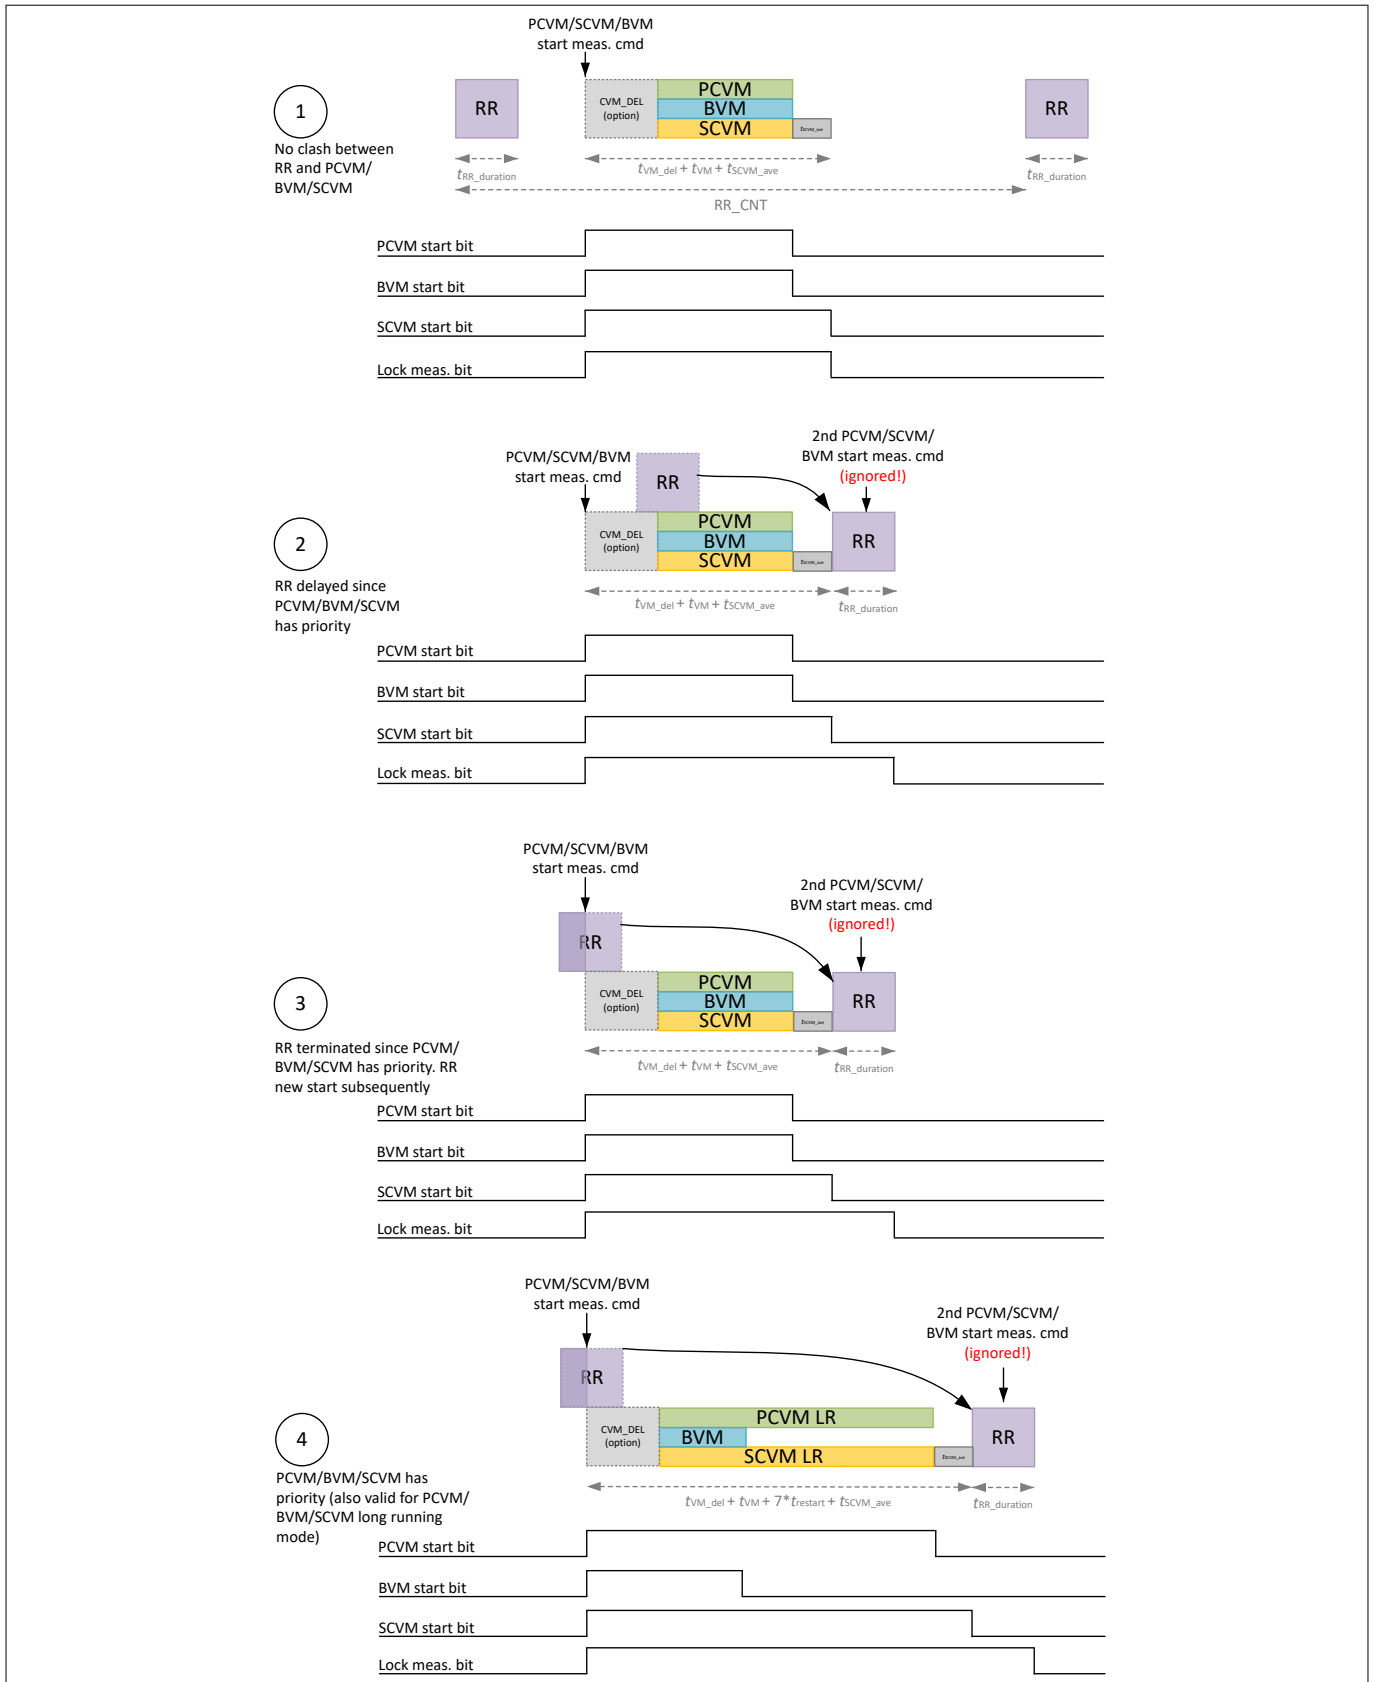 PCVM/SCVM/BVM
start meas. cmd
1
No clash between
RR and PCVM/
BVM/SCVM
RR
CVM_DEL
(option)
PCVM
BVM
SCVM
tSCVM_ave
RR
tRR_duration
tVM_del + tVM + tSCVM_ave
tRR_duration
RR_CNT
PCVM start bit
BVM start bit
SCVM start bit
Lock meas. bit
2
RR delayed since
PCVM/BVM/SCVM
has priority
PCVM/SCVM/BVM
start meas. cmd
RR
2nd PCVM/SCVM/
BVM start meas. cmd
(ignored!)
CVM_DEL
(option)
PCVM
BVM
SCVM
tSCVM_ave
RR
tVM_del + tVM + tSCVM_ave
tRR_duration
PCVM start bit
BVM start bit
SCVM start bit
Lock meas. bit
3
RR terminated since PCVM/
BVM/SCVM has priority. RR
new start subsequently
PCVM/SCVM/BVM
start meas. cmd
RR
2nd PCVM/SCVM/
BVM start meas. cmd
(ignored!)
CVM_DEL
(option)
PCVM
BVM
SCVM
tSCVM_ave
RR
tVM_del + tVM + tSCVM_ave
tRR_duration
PCVM start bit
BVM start bit
SCVM start bit
Lock meas. bit
4
PCVM/BVM/SCVM has
priority (also valid for PCVM/
BVM/SCVM long running
mode)
PCVM/SCVM/BVM
start meas. cmd
RR
2nd PCVM/SCVM/
BVM start meas. cmd
(ignored!)
CVM_DEL
(option)
PCVM LR
BVM
SCVM LR
tSCVM_ave
RR
tVM_del + tVM + 7*trestart + tSCVM_ave
tRR_duration
PCVM start bit
BVM start bit
SCVM start bit
Lock meas. bit